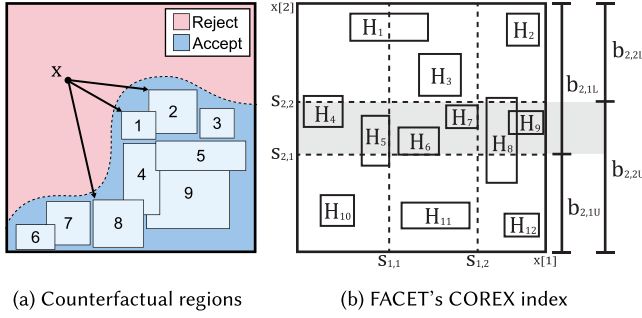 Reject
Accept
x
1
2
3
4
5
6
7
8
9
x[2]
H1
H2
H3
S2,2
H4
H5
H6
H7
H8
H9
S2,1
H10
H11
H12
S1,1
S1,2
x[1]
b2,1L
b2,2L
b2,2U
b2,1U
(a) Counterfactual regions
(b) FACET's COREX index